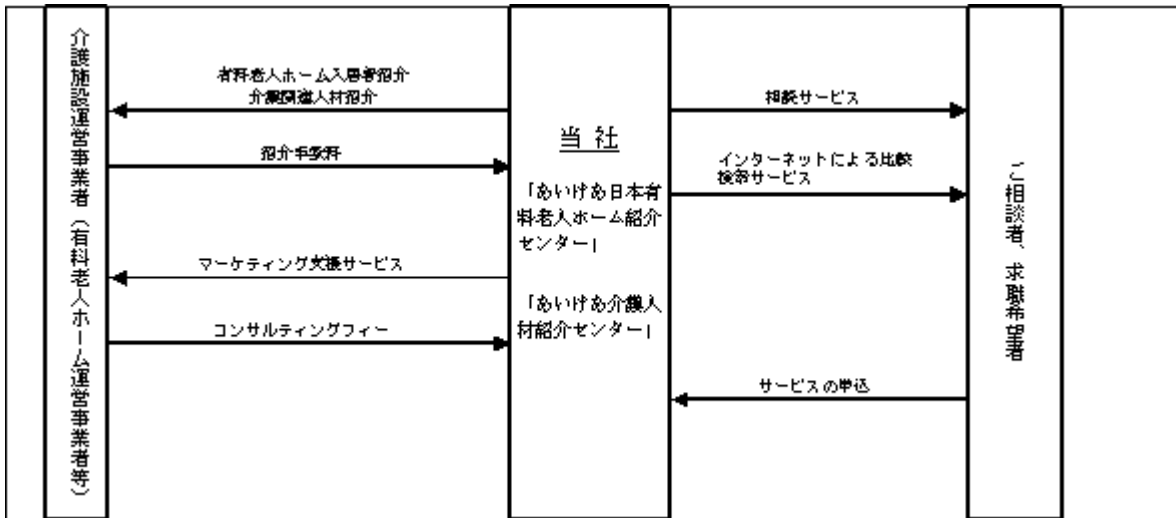 介護施設運営事業者（有料老人ホーム運営事業者等）
有料老人ホーム入居者紹介
介護関連人材紹介
紹介手数料
マーケティング支援サービス
コンサルティングフィー
当 社
「あいけあ日本有
料老人ホーム紹介
センター」
「あいけあ介護人
材紹介センター」
相談サービス
インターネットによる比較
検索サービス
サービスの申込
ご相談者、求職希望者